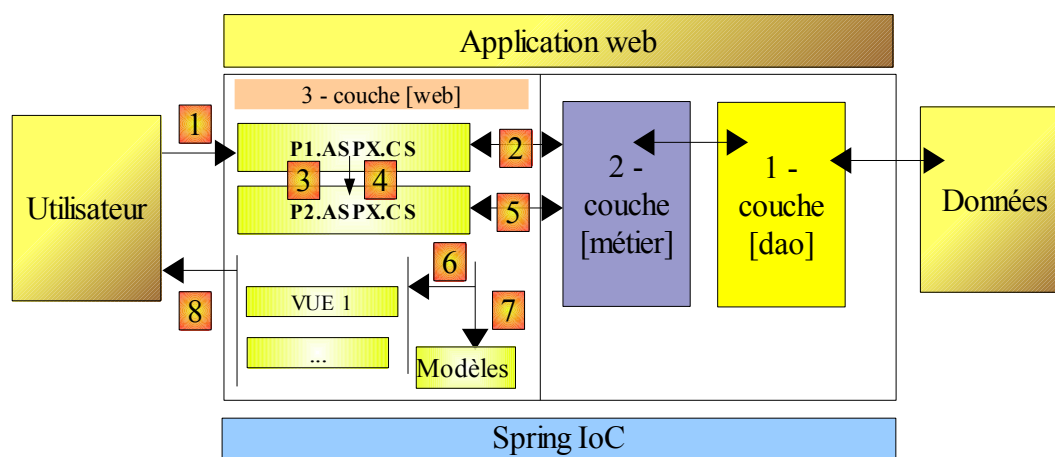 Application web
3 - couche [web]
1
P1.ASPX.CS
2
3
4
P2.ASPX.CS
5
Utilisateur
2 -
couche
[métier]
1 -
couche
[dao]
Données
6
8
VUE 1
7
...
Modèles
Spring IoC